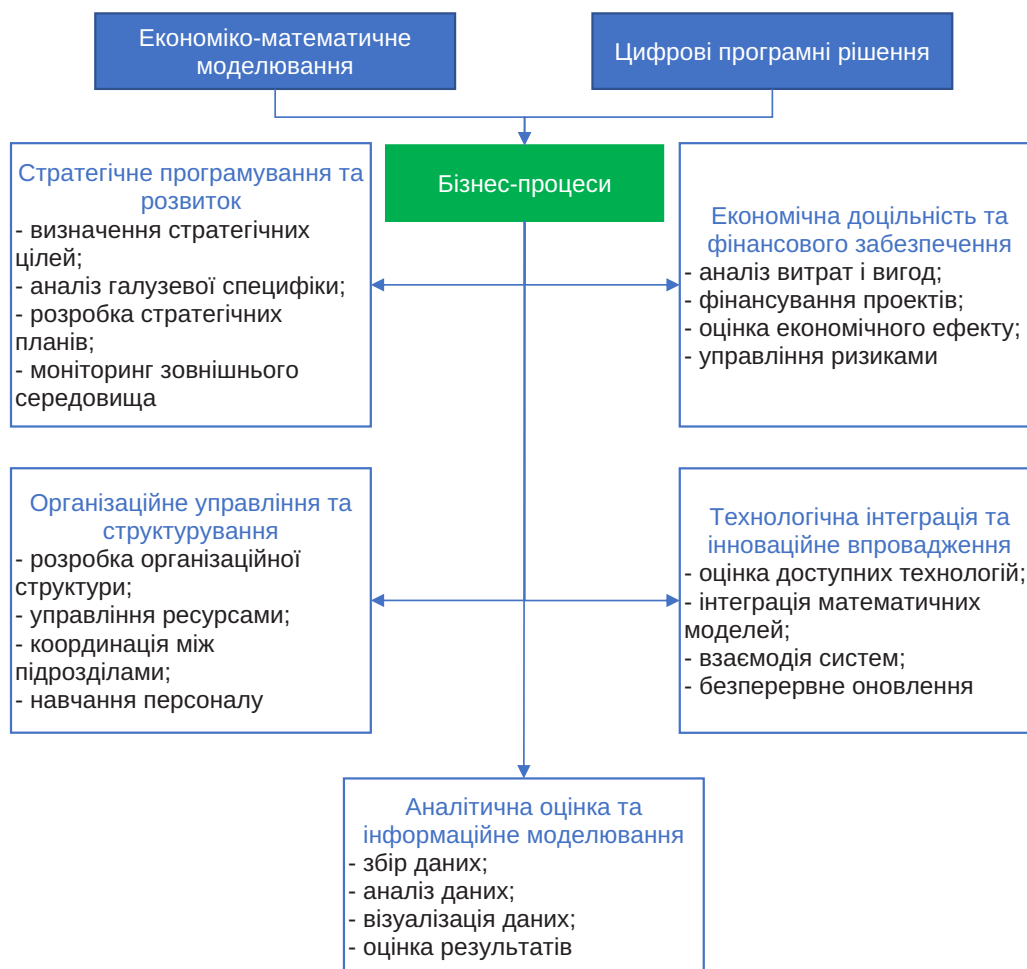 Економіко-математичне
моделювання
Цифрові програмні рішення
Бізнес-процеси
Стратегічне програмування та
розвиток
- визначення стратегічних
цілей;
- аналіз галузевої специфіки;
- розробка стратегічних
планів;
- моніторинг зовнішнього
середовища
Економічна доцільність та
фінансового забезпечення
- аналіз витрат і вигод;
- фінансування проектів;
- оцінка економічного ефекту;
- управління ризиками
Організаційне управління та
структурування
- розробка організаційної
структури;
- управління ресурсами;
- координація між
підрозділами;
- навчання персоналу
Технологічна інтеграція та
інноваційне впровадження
- оцінка доступних технологій;
- інтеграція математичних
моделей;
- взаємодія систем;
- безперервне оновлення
Аналітична оцінка та
інформаційне моделювання
- збір даних;
- аналіз даних;
- візуалізація даних;
- оцінка результатів